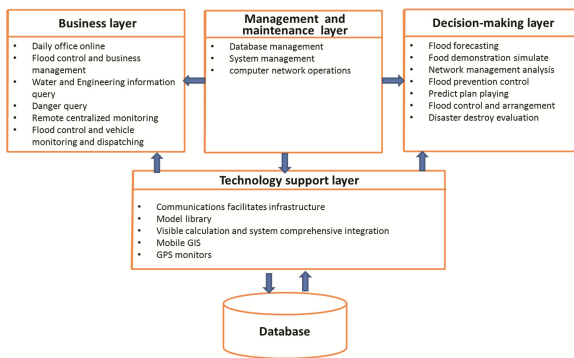 Business layer
• Daily office online
• Flood control and business
management
• Water and Engineering information
query
• Danger query
• Remote centralized monitoring
• Flood control and vehicle
monitoring and dispatching
Management and
maintenance layer
• Database management
• System management
• computer network operations
Decision-making layer
• Flood forecasting
• Food demonstration simulate
• Network management analysis
• Flood prevention control
• Predict plan playing
• Flood control and arrangement
• Disaster destroy evaluation
Technology support layer
• Communications facilitates infrastructure
• Model library
• Visible calculation and system comprehensive integration
• Mobile GIS
• GPS monitors
Database